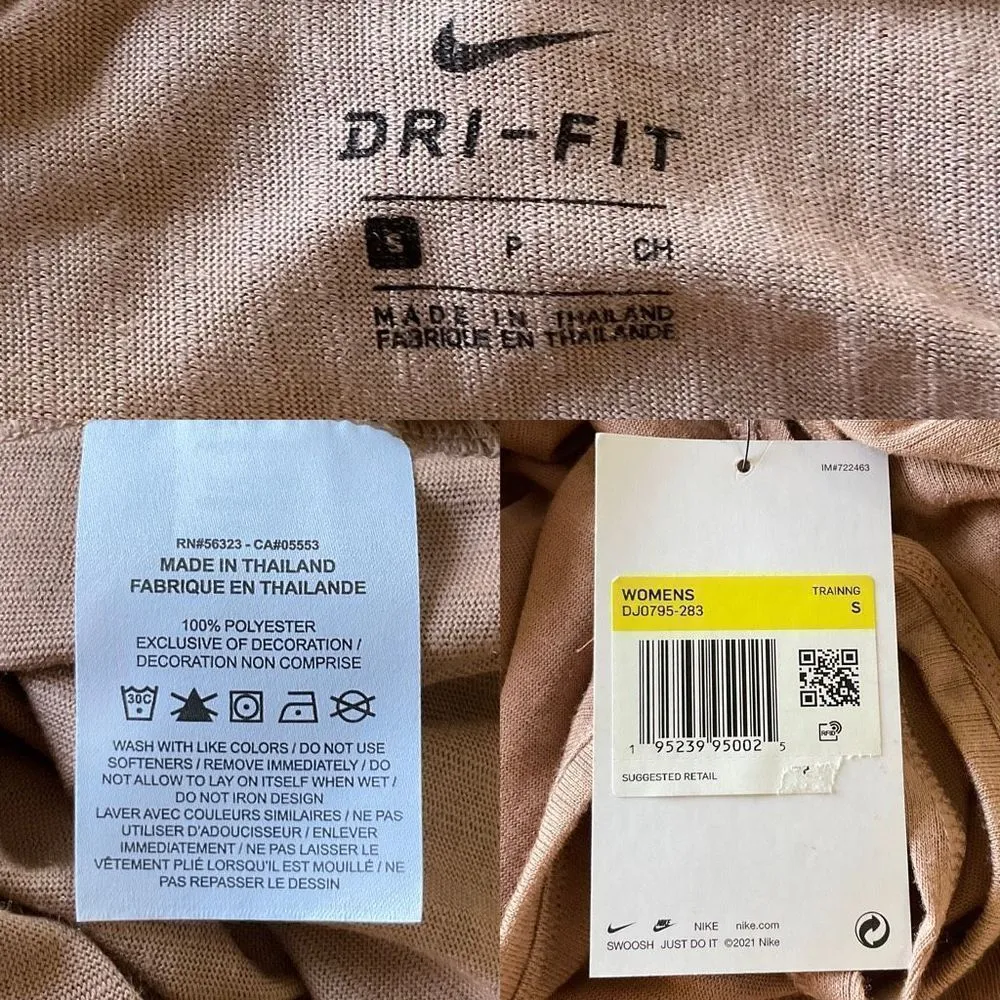 DRI-FIT
S P CH
MADE IN THAILAND
FABRIQUE EN THAILANDE
RN#56323 - CA#05553
MADE IN THAILAND
FABRIQUE EN THAILANDE
100% POLYESTER
EXCLUSIVE OF DECORATION /
DECORATION NON COMPRISE
30C
WASH WITH LIKE COLORS / DO NOT USE
SOFTENERS / REMOVE IMMEDIATELY / DO
NOT ALLOW TO LAY ON ITSELF WHEN WET /
DO NOT IRON DESIGN
LAVER AVEC COULEURS SIMILAIRES / NE PAS
UTILISER D'ADOUCISSEUR / ENLEVER
IMMEDIATEMENT / NE PAS LAISSER LE
VÊTEMENT PLIÉ LORSQU'IL EST MOUILLÉ / NE
PAS REPASSER LE DESSIN
IM#722463
WOMENS TRAINNG
DJ0795-283 S
1 95239 95002 5
RFID
SUGGESTED RETAIL
NIKE NIKE nike.com
SWOOSH JUST DO IT ©2021 Nike